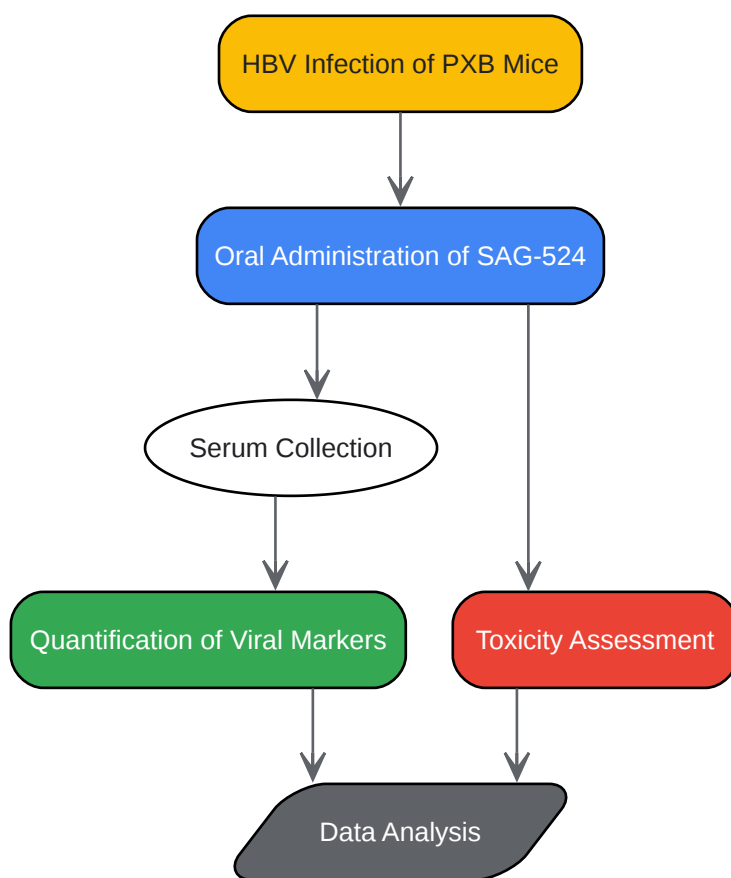 HBV Infection of PXB Mice
Oral Administration of SAG-524
Serum Collection
Quantification of Viral Markers
Toxicity Assessment
Data Analysis